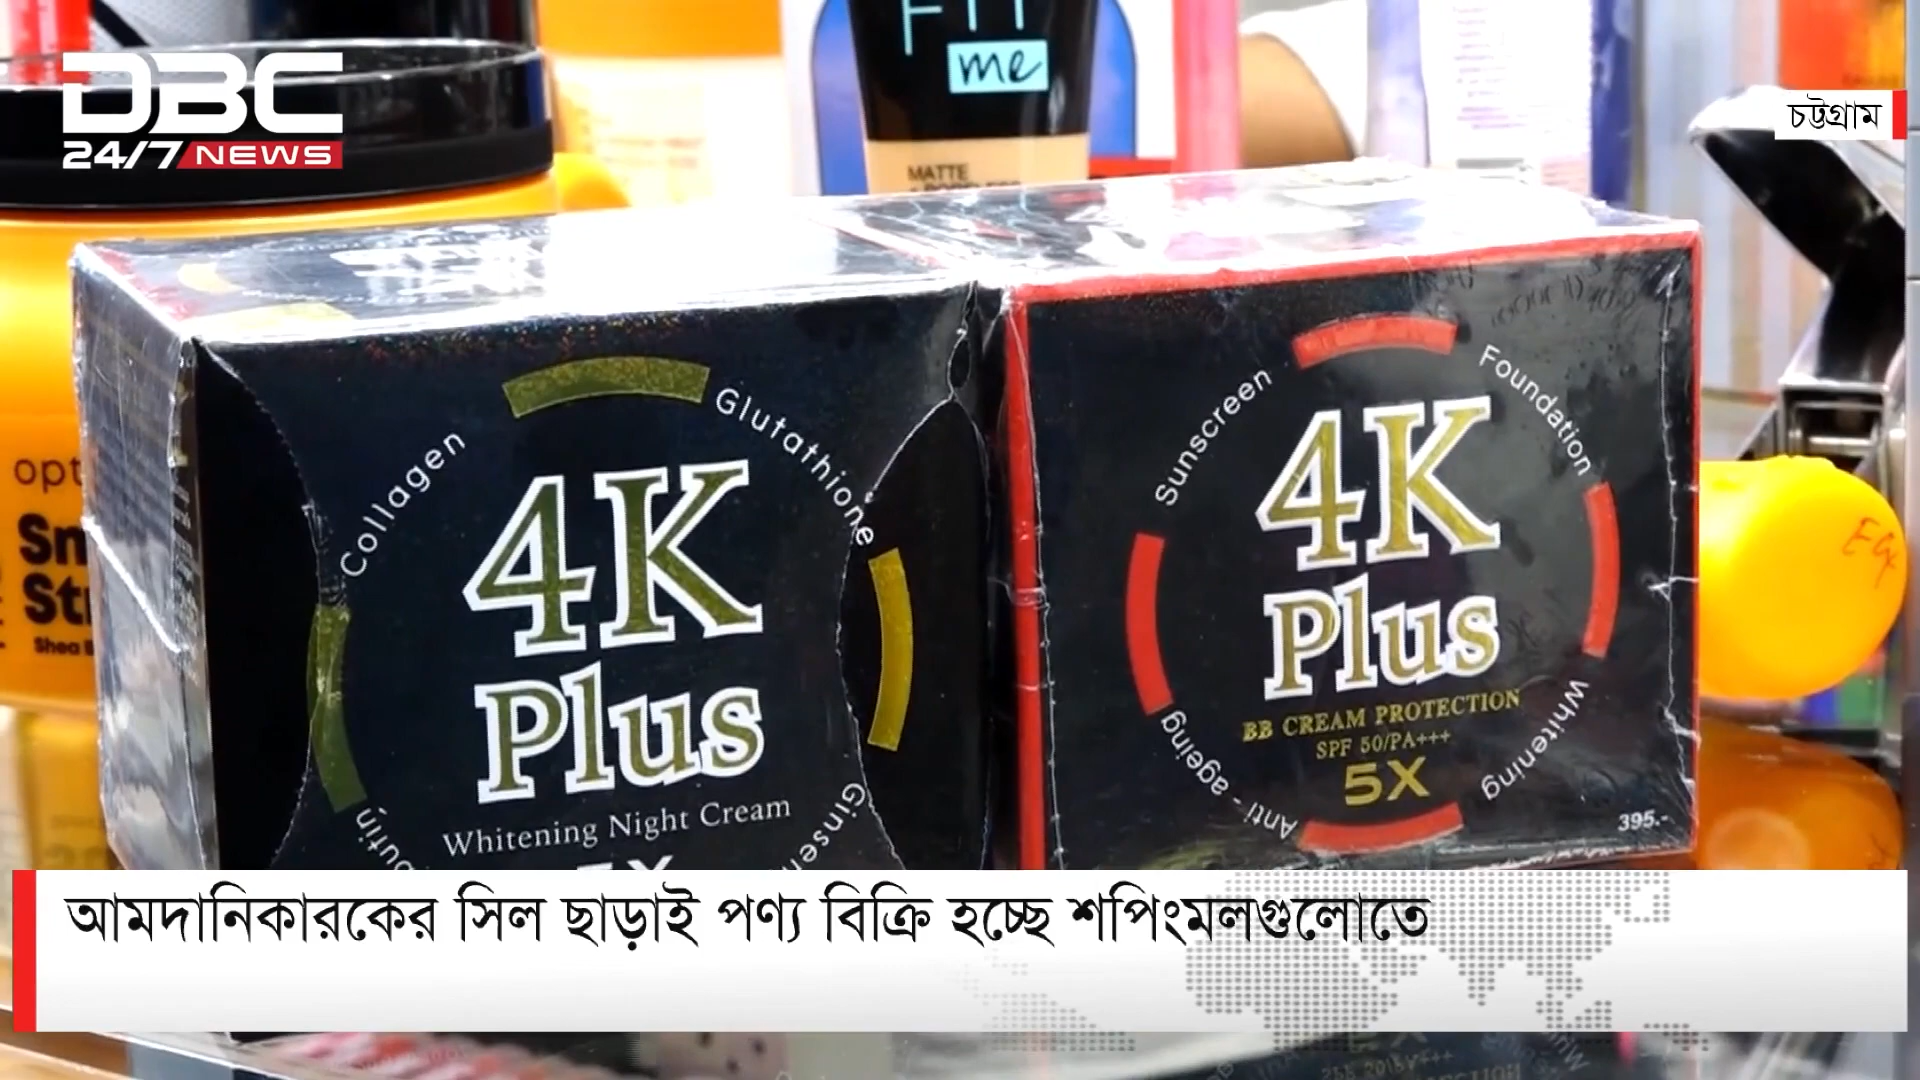 DBC
24/7 NEWS
চট্টগ্রাম
FIT
me
MATTE
Collagen
Glutathione
4K
Plus
Whitening Night Cream
5X
Sunscreen
Foundation
4K
Plus
BB CREAM PROTECTION
SPF 50/PA+++
5X
Anti - ageing
Whitening
395.-
আমদানিকারকের সিল ছাড়াই পণ্য বিক্রি হচ্ছে শপিংমলগুলোতে